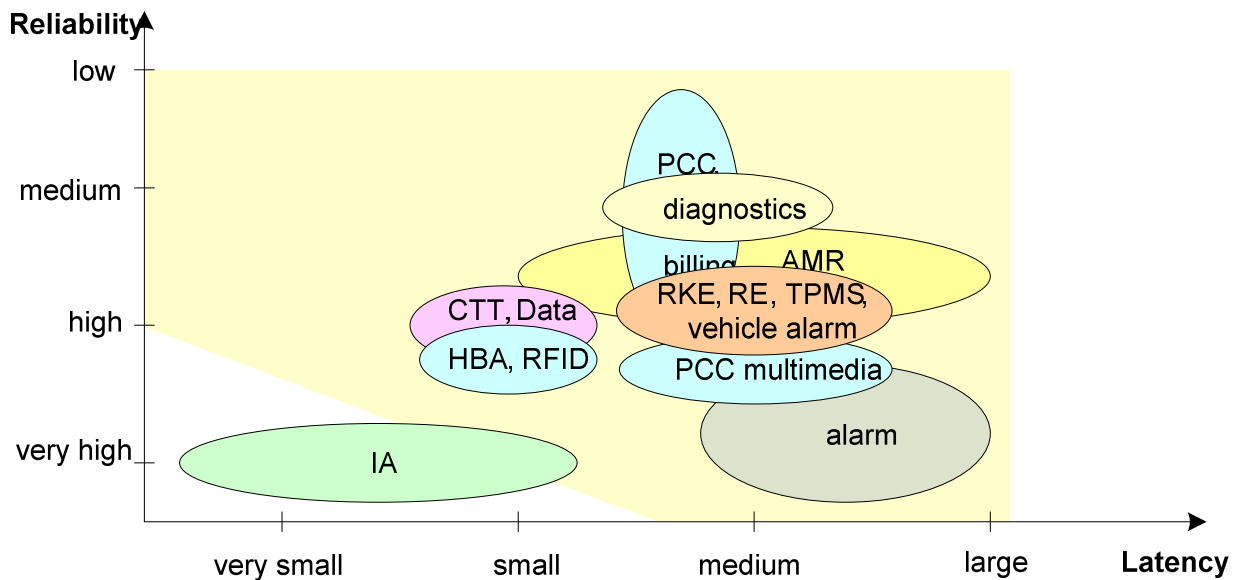 Reliability
low
PCC
medium
diagnostics
billing
AMR
RKE, RE, TPMS,
CTT, Data
high
vehicle alarm
HBA, RFID
PCC multimedia
alarm
very high
IA
very small
small
medium
large
Latency